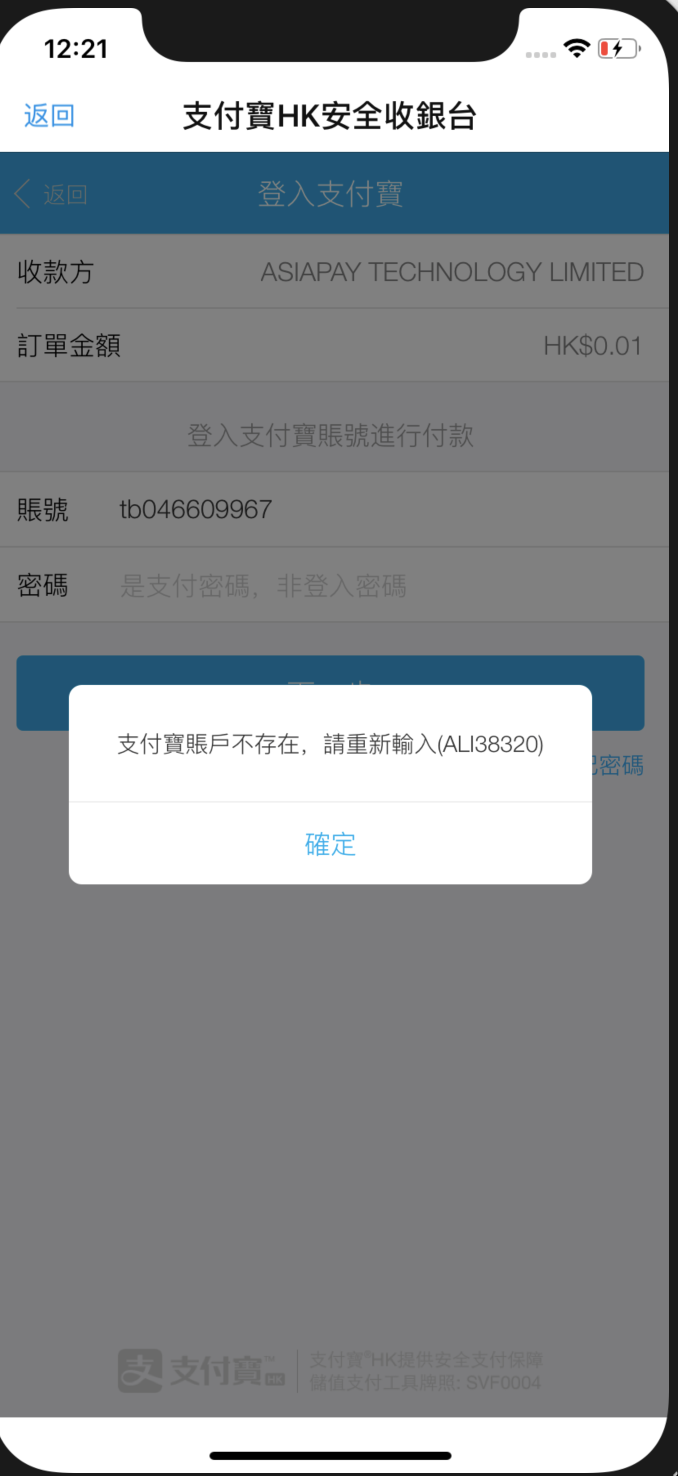 12:21
返回
支付寶HK安全收銀台
返回
登入支付寶
收款方
ASIAPAY TECHNOLOGY LIMITED
訂單金額
HK$0.01
登入支付寶賬號進行付款
賬號
tb046609967
密碼
是支付密碼，非登入密碼
支付寶賬戶不存在，請重新輸入(ALI38320)
密碼
確定
支 支付寶™ HK
支付寶®HK提供安全支付保障
儲值支付工具牌照: SVF0004